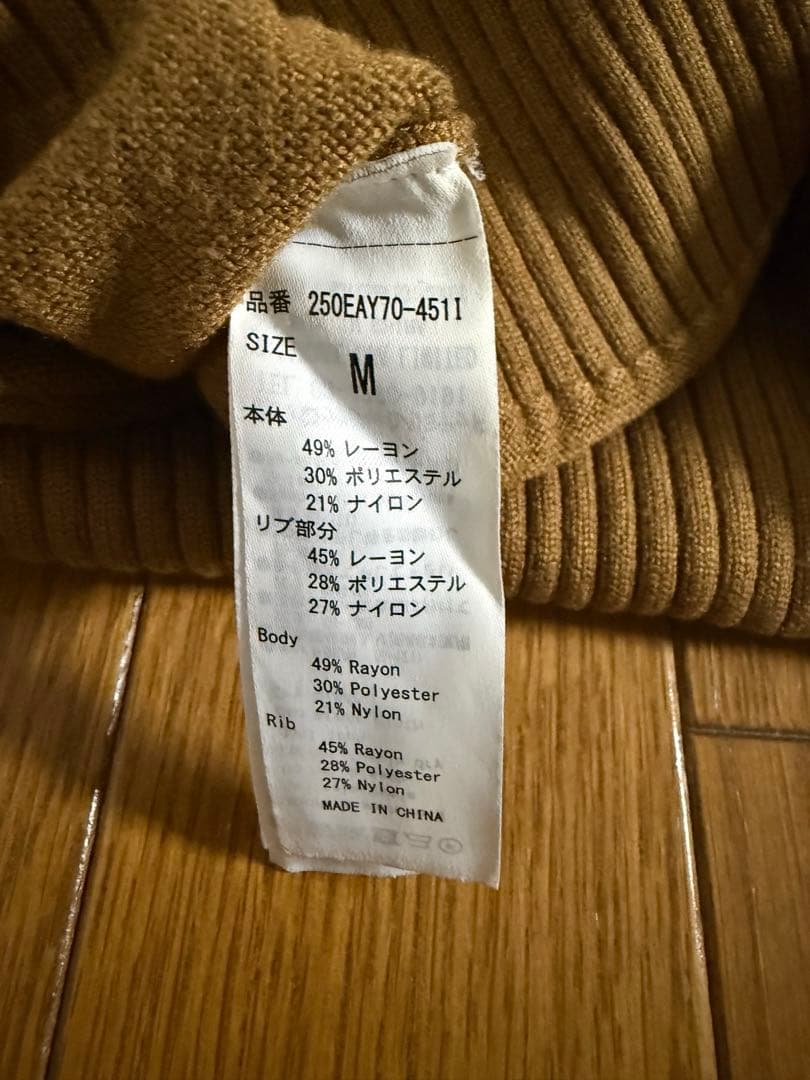 品番 250EAY70-451I
SIZE
M
本体
49% レーヨン
30% ポリエステル
21% ナイロン
リブ部分
45% レーヨン
28% ポリエステル
27% ナイロン
Body
49% Rayon
30% Polyester
21% Nylon
Rib
45% Rayon
28% Polyester
27% Nylon
MADE IN CHINA